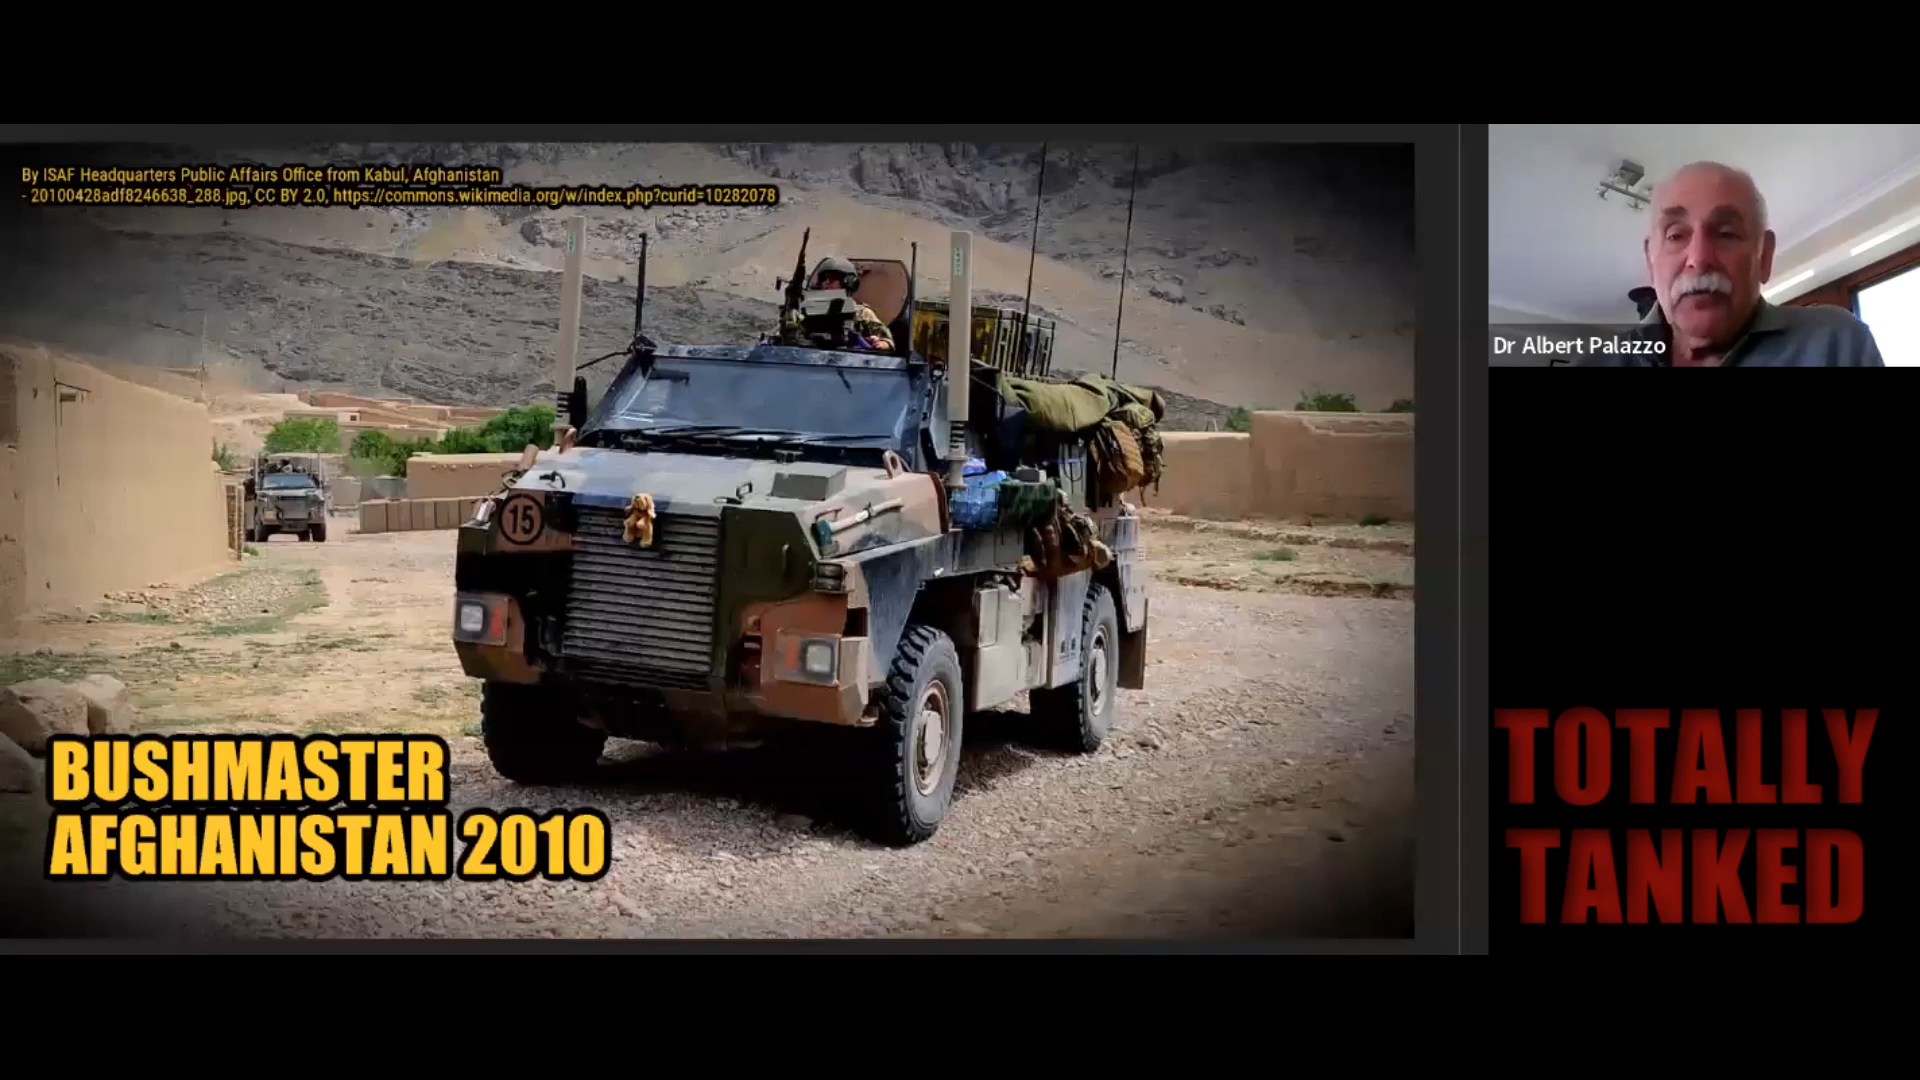 By ISAF Headquarters Public Affairs Office from Kabul, Afghanistan
- 20100428adf8246638_288.jpg, CC BY 2.0, https://commons.wikimedia.org/w/index.php?curid=10282078
15
Dr Albert Palazzo
BUSHMASTER
AFGHANISTAN 2010
TOTALLY
TANKED